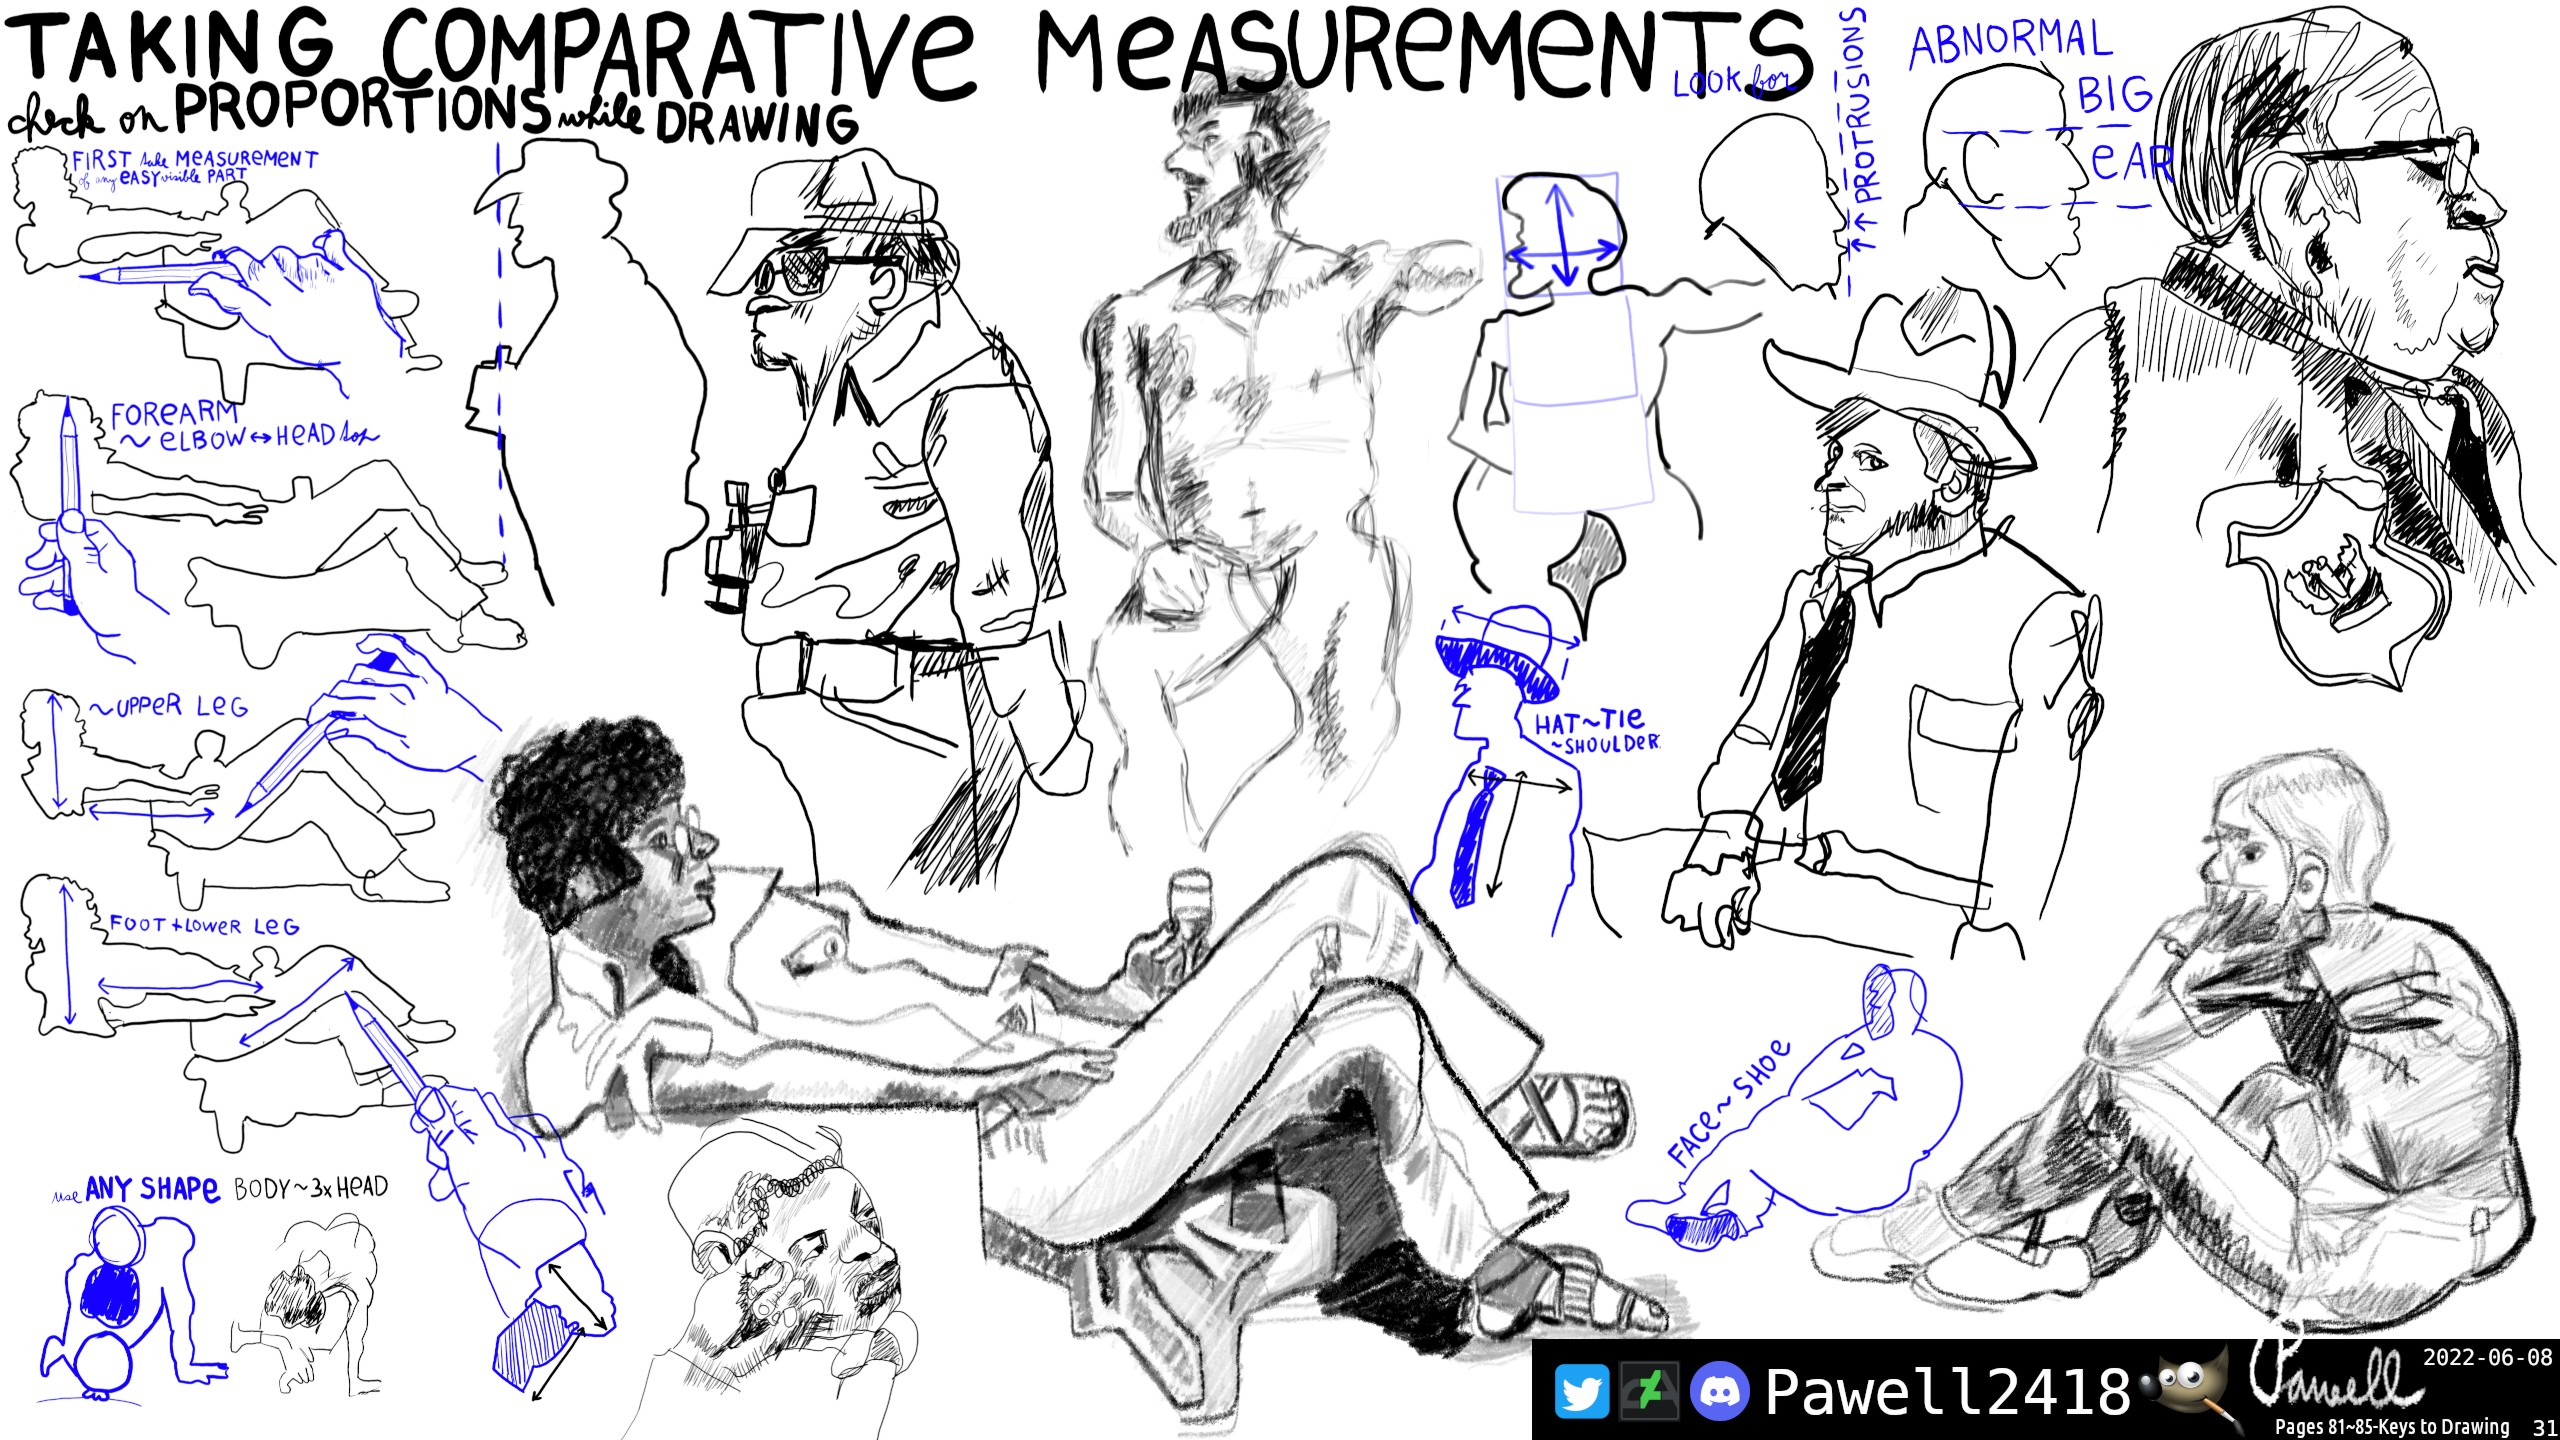 TAKING COMPARATIVe MeASUReMeNTS
check on PROPORTIONS while DRAWING
FIRST take MEASUReMENT
of any eASY visible PART
FOReARM
~ eLBOW ↔ HeAD top
~UPPeR LeG
FOOT + LOWeR LeG
use ANY SHAPe BODY ~ 3x HeAD
LOOK for
PROTRUSIONS
ABNORMAL
BIG
eAR
HAT ~ TIe
~ SHOULDeR
FACe ~ SHOe
Pawell2418
Pawell
2022-06-08
Pages 81~85-Keys to Drawing 31